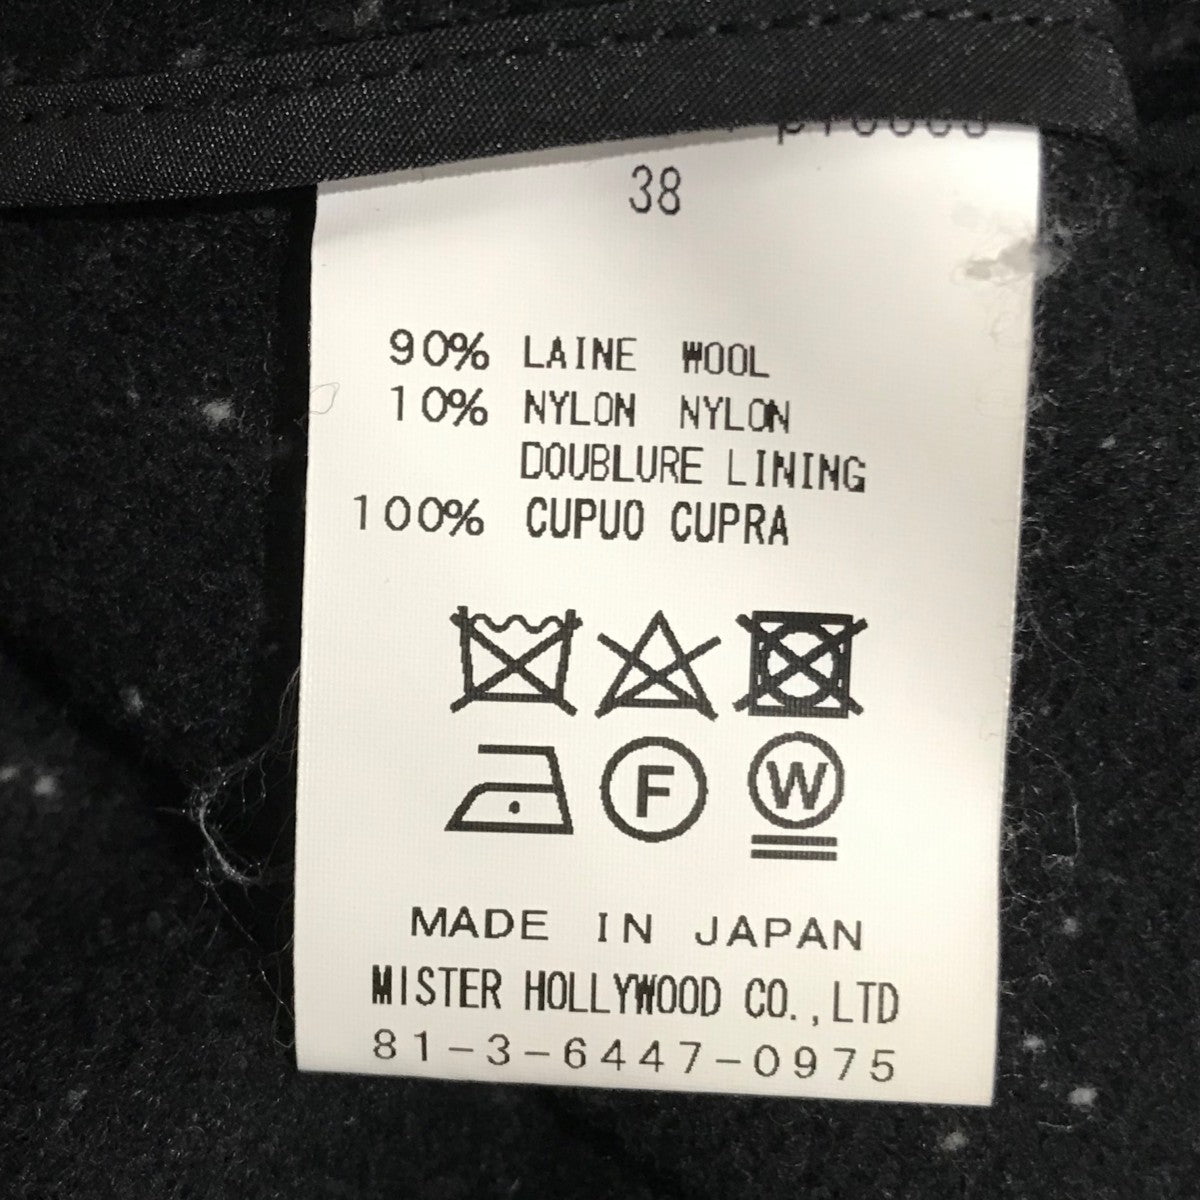 38
90% LAINE WOOL
10% NYLON NYLON
DOUBLURE LINING
100% CUPUO CUPRA
F W
MADE IN JAPAN
MISTER HOLLYWOOD CO.,LTD
81-3-6447-0975